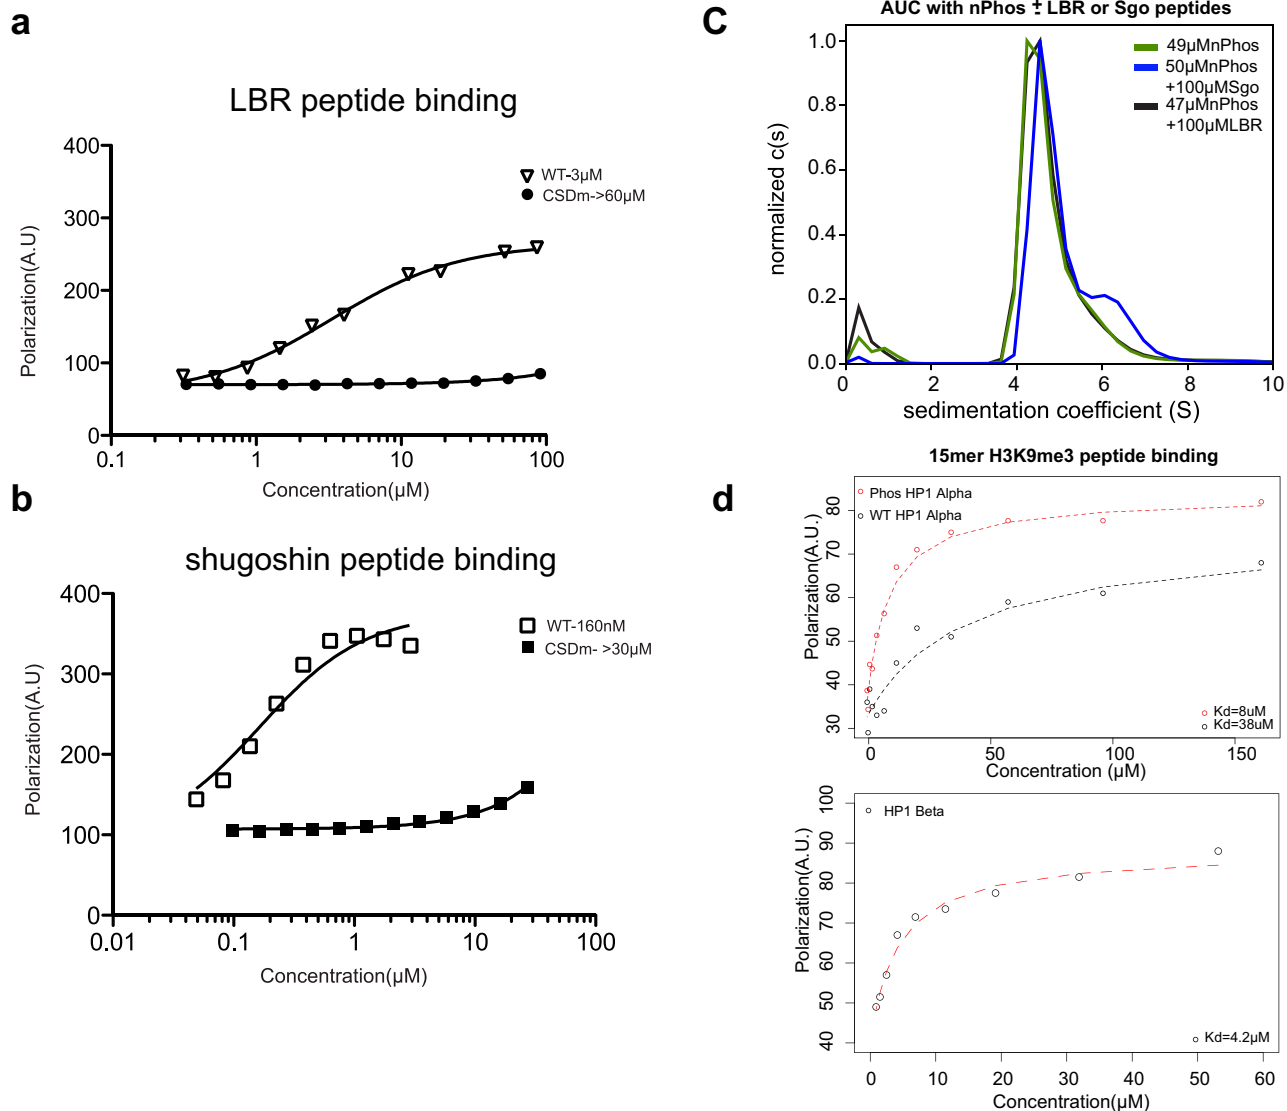 a
LBR peptide binding
400
300
200
100
0
Polarization(A.U)
0.1
1
10
100
Concentration(µM)
WT-3µM
CSDm->60µM
b
shugoshin peptide binding
400
300
200
100
0
Polarization(A.U)
0.01
0.1
1
10
100
Concentration(µM)
WT-160nM
CSDm- >30µM
C
AUC with nPhos ± LBR or Sgo peptides
1.0
0.8
0.6
0.4
0.2
0.0
normalized c(s)
0
2
4
6
8
10
sedimentation coefficient (S)
49µMnPhos
50µMnPhos
+100µMSgo
47µMnPhos
+100µMLBR
d
15mer H3K9me3 peptide binding
Phos HP1 Alpha
WT HP1 Alpha
80
70
60
50
40
30
Polarization(A.U.)
Kd=8uM
Kd=38uM
0
50
100
150
Concentration (µM)
HP1 Beta
100
90
80
70
60
50
40
Polarization(A.U.)
Kd=4.2µM
0
10
20
30
40
50
60
Concentration(µM)